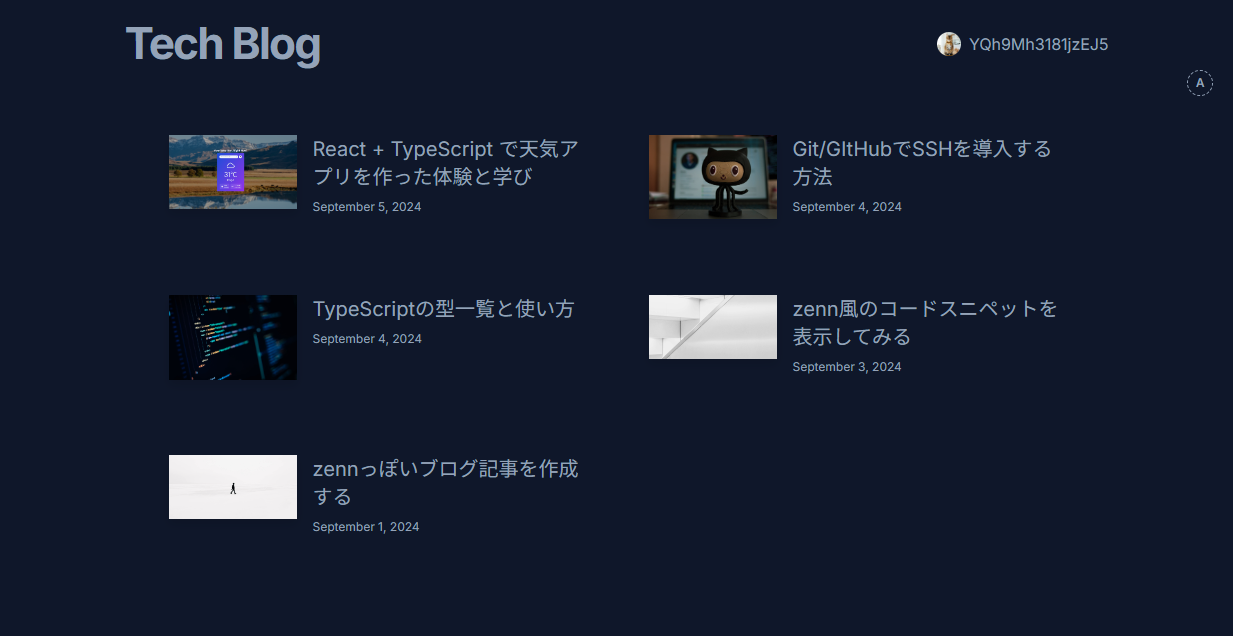 Tech Blog
YQh9Mh3181jzEJ5
A
React + TypeScript で天気ア
プリを作った体験と学び
September 5, 2024
Git/GItHubでSSHを導入する
方法
September 4, 2024
31°C
TypeScriptの型一覧と使い方
September 4, 2024
zenn風のコードスニペットを
表示してみる
September 3, 2024
zennっぽいブログ記事を作成
する
September 1, 2024